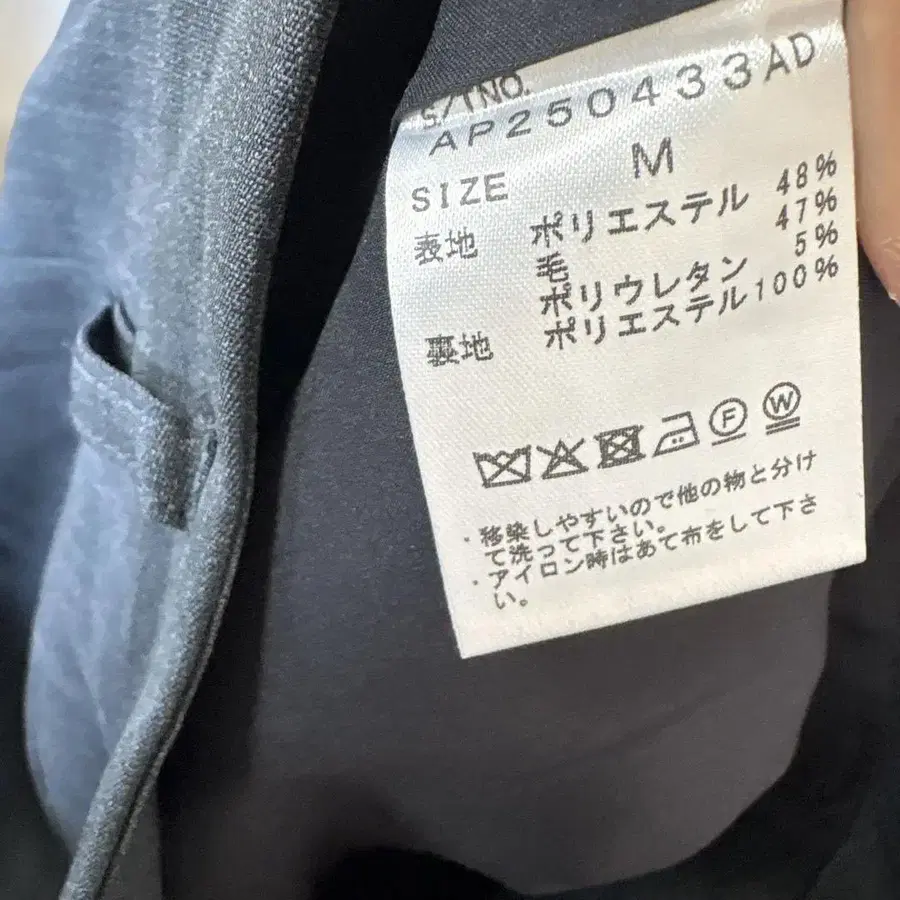 S/TNO.
AP250433AD
SIZE M
表地 ポリエステル 48%
毛 47%
ポリウレタン 5%
裏地 ポリエステル100%
F W
・移染しやすいので他の物と分け
て洗って下さい。
・アイロン時はあて布をして下さ
い。